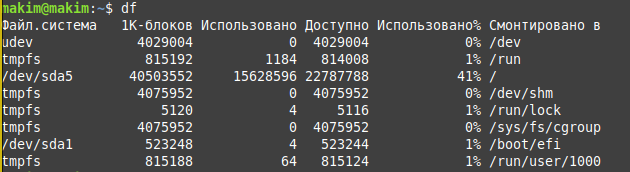 makim@makim:~$ df
Файл.система   1K-блоков Использовано Доступно Использовано% Cмонтировано в
udev             4029004            0  4029004            0% /dev
tmpfs             815192         1184   814008            1% /run
/dev/sda5       40503552     15628596 22787788           41% /
tmpfs            4075952            0  4075952            0% /dev/shm
tmpfs               5120            4     5116            1% /run/lock
tmpfs            4075952            0  4075952            0% /sys/fs/cgroup
/dev/sda1         523248            4   523244            1% /boot/efi
tmpfs             815188           64   815124            1% /run/user/1000